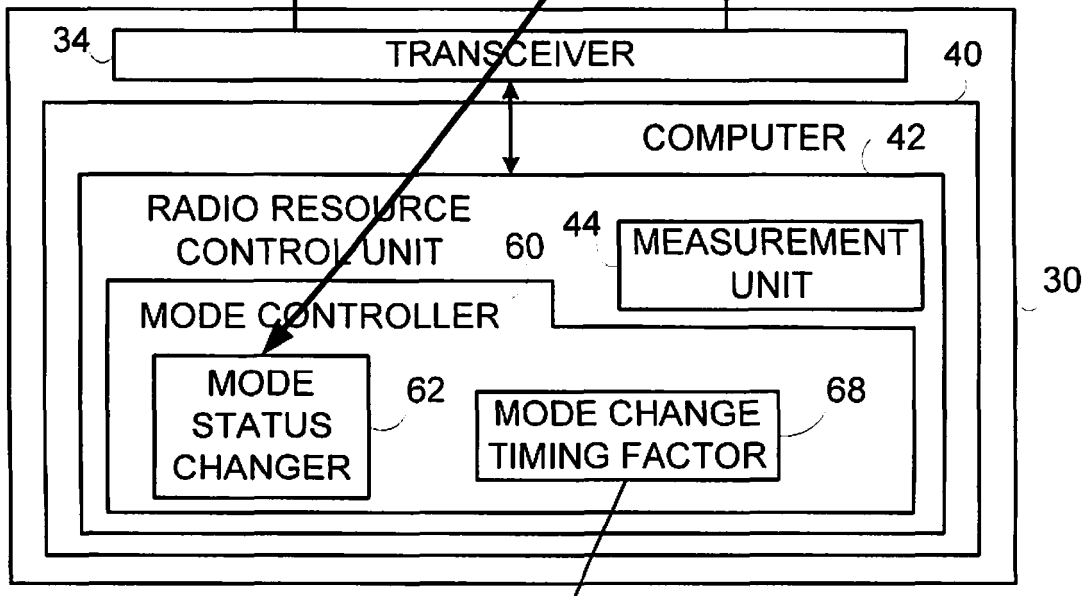 34
TRANSCEIVER
40
COMPUTER
42
RADIO RESOURCE
CONTROL UNIT
60
44
MEASUREMENT
UNIT
30
MODE CONTROLLER
MODE
STATUS
CHANGER
62
MODE CHANGE
TIMING FACTOR
68